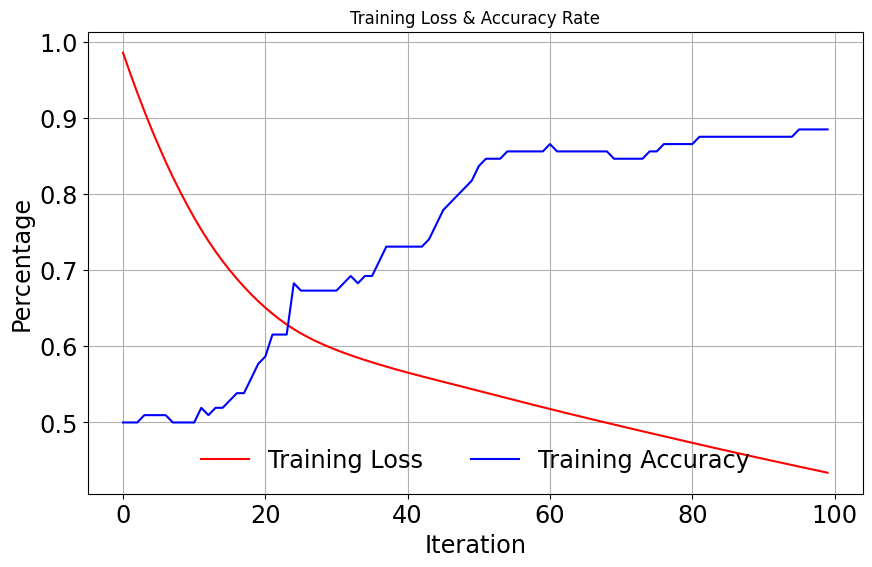 Training Loss & Accuracy Rate
1.0
0.9
0.8
0.7
0.6
0.5
Percentage
Training Loss
Training Accuracy
0 20 40 60 80 100
Iteration